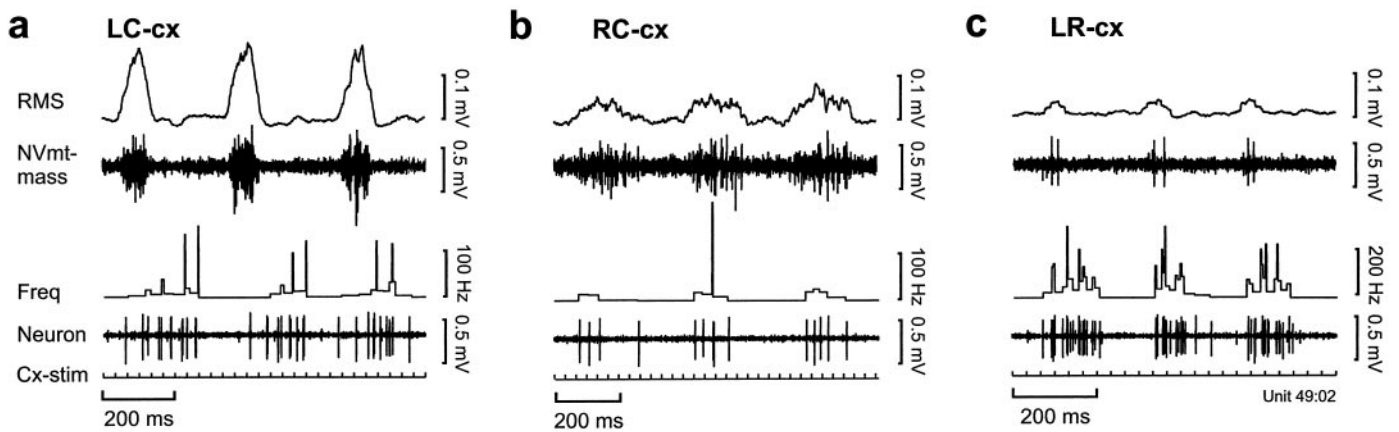 a LC-cx
RMS
0.1 mV
NVmt-
mass
0.5 mV
Freq
100 Hz
Neuron
0.5 mV
Cx-stim
200 ms
b RC-cx
0.1 mV
0.5 mV
100 Hz
0.5 mV
200 ms
c LR-cx
0.1 mV
0.5 mV
200 Hz
0.5 mV
200 ms
Unit 49:02